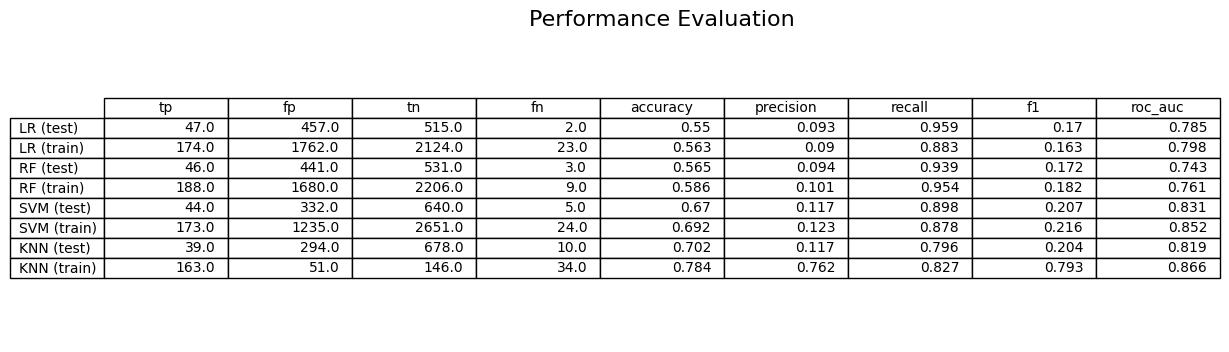 Performance Evaluation
tp fp tn fn accuracy precision recall f1 roc_auc
LR (test) 47.0 457.0 515.0 2.0 0.55 0.093 0.959 0.17 0.785
LR (train) 174.0 1762.0 2124.0 23.0 0.563 0.09 0.883 0.163 0.798
RF (test) 46.0 441.0 531.0 3.0 0.565 0.094 0.939 0.172 0.743
RF (train) 188.0 1680.0 2206.0 9.0 0.586 0.101 0.954 0.182 0.761
SVM (test) 44.0 332.0 640.0 5.0 0.67 0.117 0.898 0.207 0.831
SVM (train) 173.0 1235.0 2651.0 24.0 0.692 0.123 0.878 0.216 0.852
KNN (test) 39.0 294.0 678.0 10.0 0.702 0.117 0.796 0.204 0.819
KNN (train) 163.0 51.0 146.0 34.0 0.784 0.762 0.827 0.793 0.866